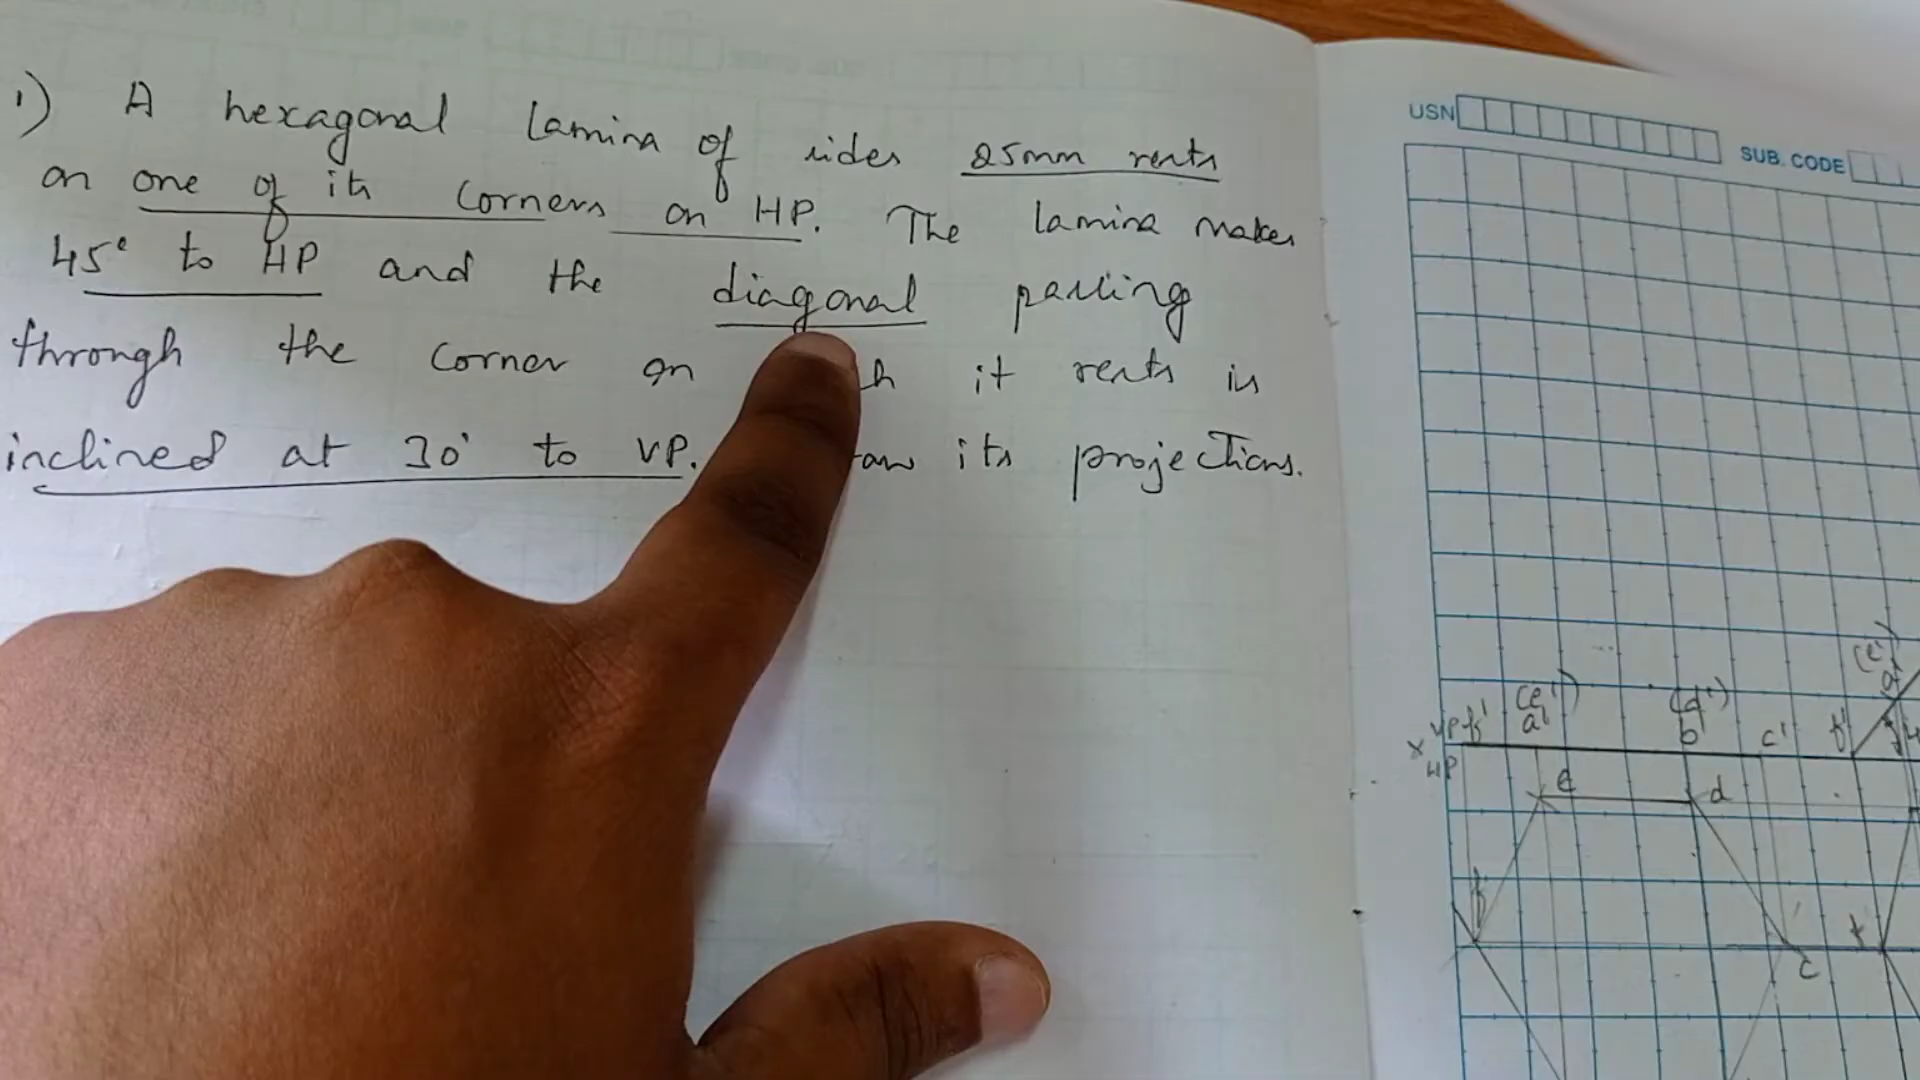 1) A hexagonal lamina of sides 25mm rests
on one of its corners on HP. The lamina makes
45° to HP and the diagonal passing
through the corner on it rests is
inclined at 30° to VP. its projections.
USN
SUB. CODE
(e') (d')
X VP f' a' b' c' f'
HP
e d
f c f
(e')